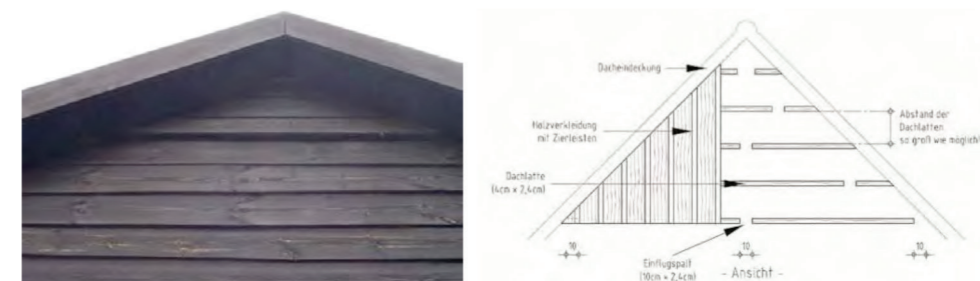 Dacheindeckung
Holzverkleidung
mit Zierleisten
Abstand der
Dachlatten
so groß wie möglich!
Dachlatte
(4cm × 2,4cm)
10
10
10
Einflugspalt
(10cm × 2,4cm)
- Ansicht -